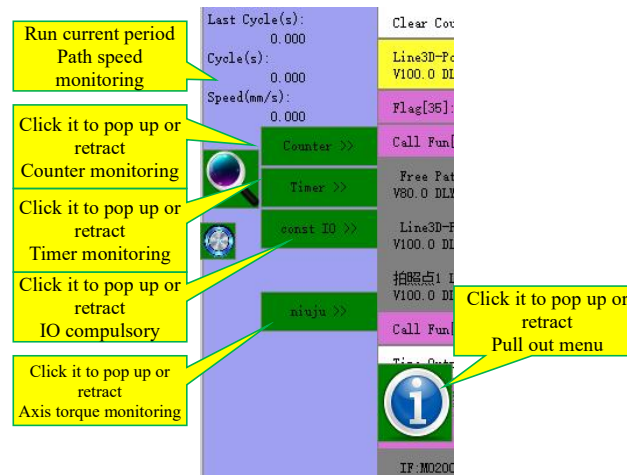 Run current period
Path speed
monitoring
Click it to pop up or
retract
Counter monitoring
Click it to pop up or
retract
Timer monitoring
Click it to pop up or
retract
IO compulsory
Click it to pop up or
retract
Axis torque monitoring
Last Cycle(s):
0.000
Cycle(s):
0.000
Speed(mm/s):
0.000
Counter >>
Timer >>
const IO >>
niuju >>
Clear Cou
Line3D-Po
V100.0 DL
Flag[35]:
Call Fun[
Free Pat
V80.0 DLY
Line3D-P
V100.0 DL
拍照点1 L
V100.0 DL
Call Fun[
IF:M0200
Click it to pop up or
retract
Pull out menu